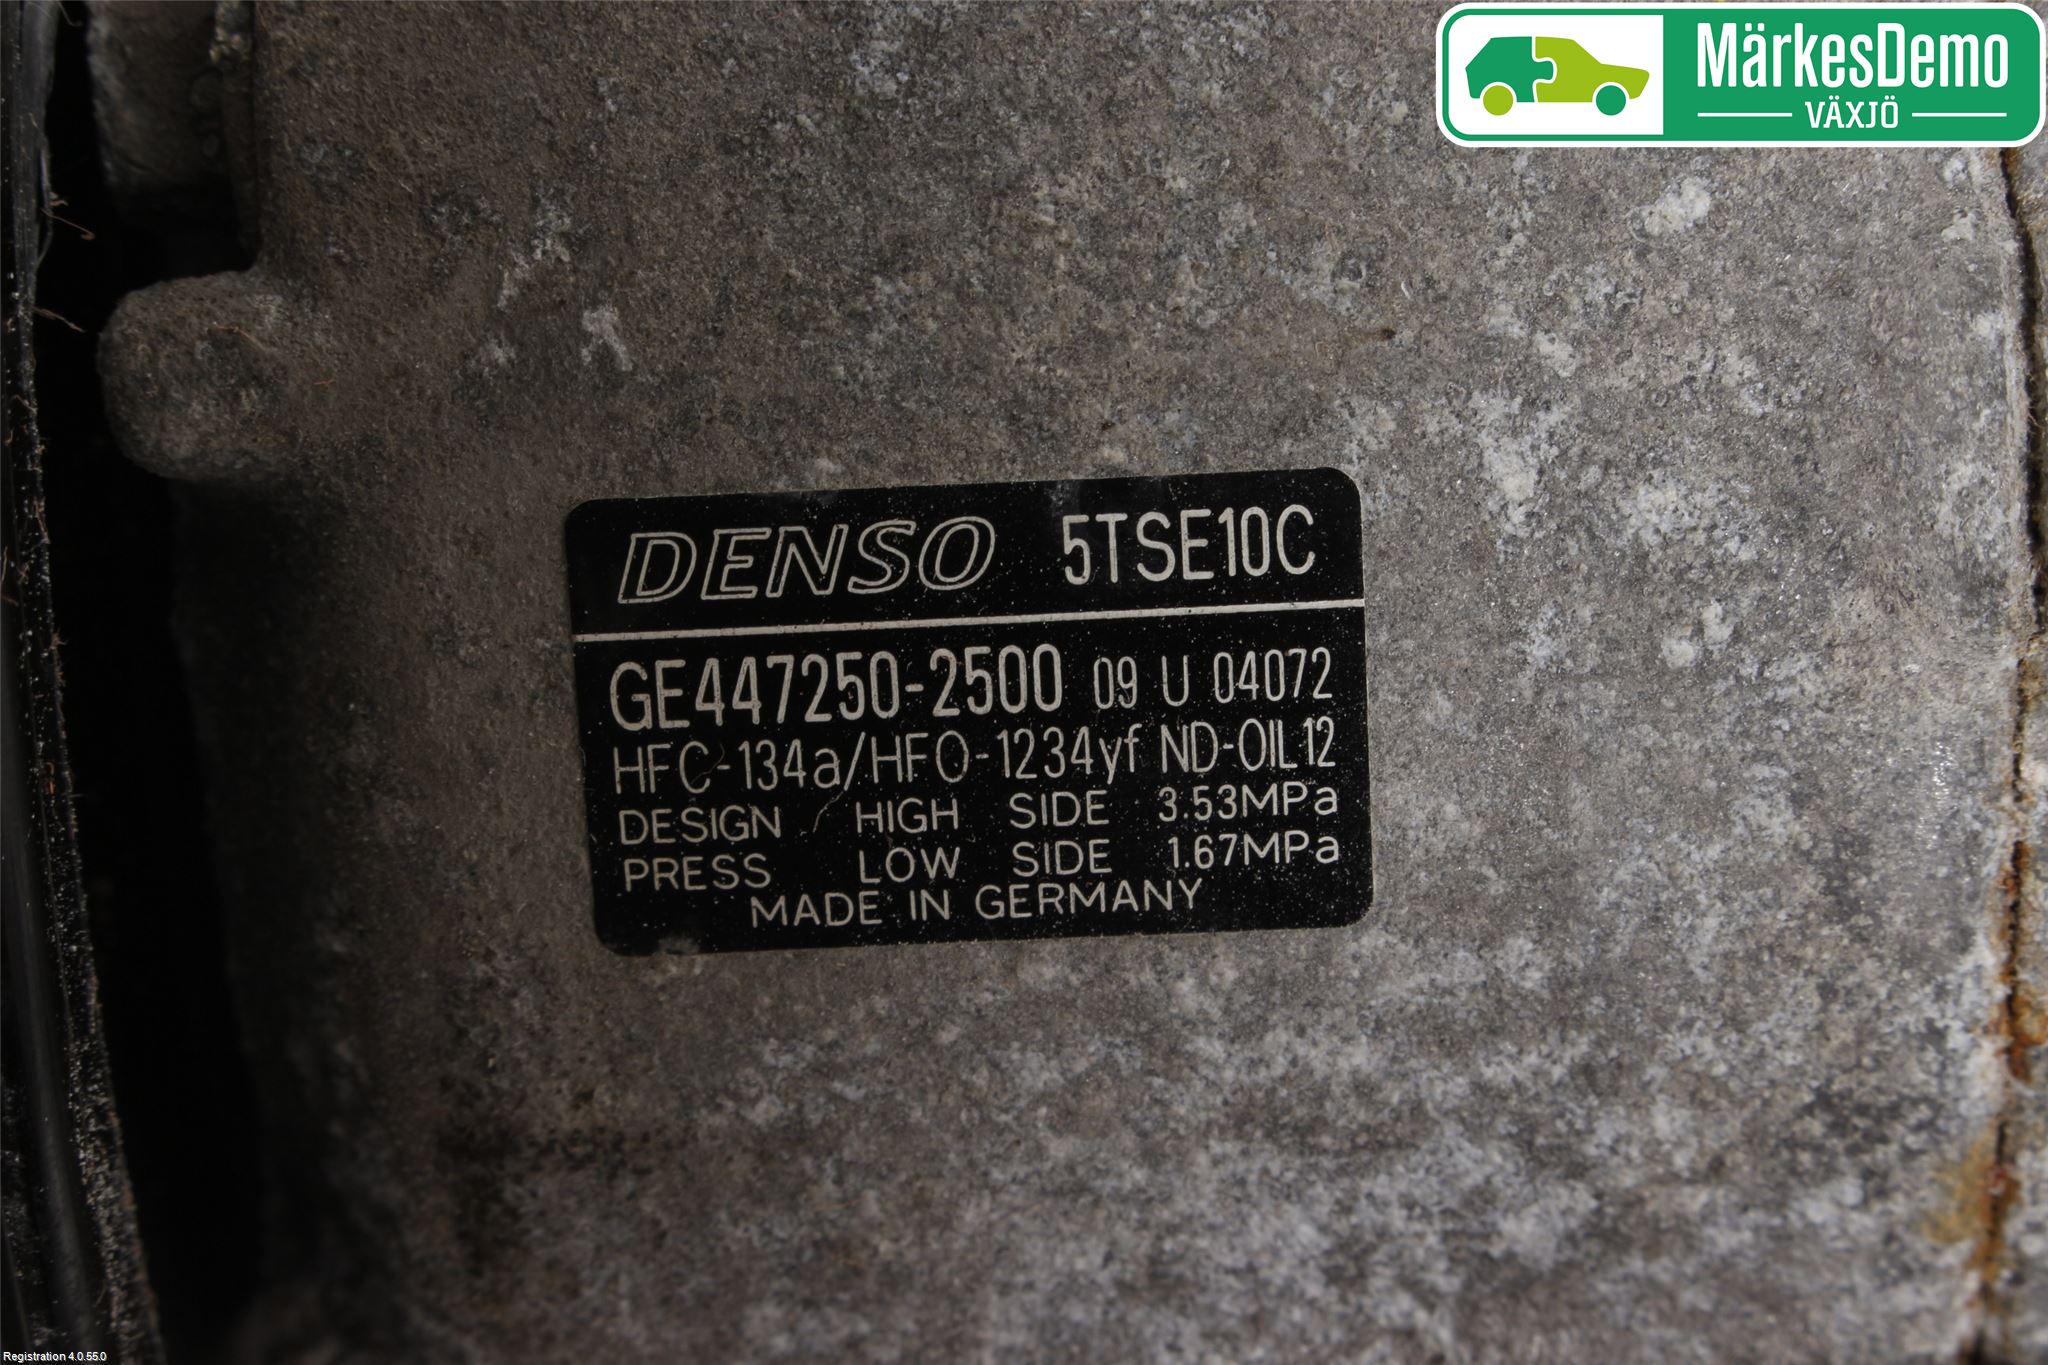 MärkesDemo
VÄXJÖ
DENSO 5TSE10C
GE447250-2500 09 U 04072
HFC-134a/HFO-1234yf ND-OIL12
DESIGN HIGH SIDE 3.53MPa
PRESS LOW SIDE 1.67MPa
MADE IN GERMANY
Registration 4.0.55.0